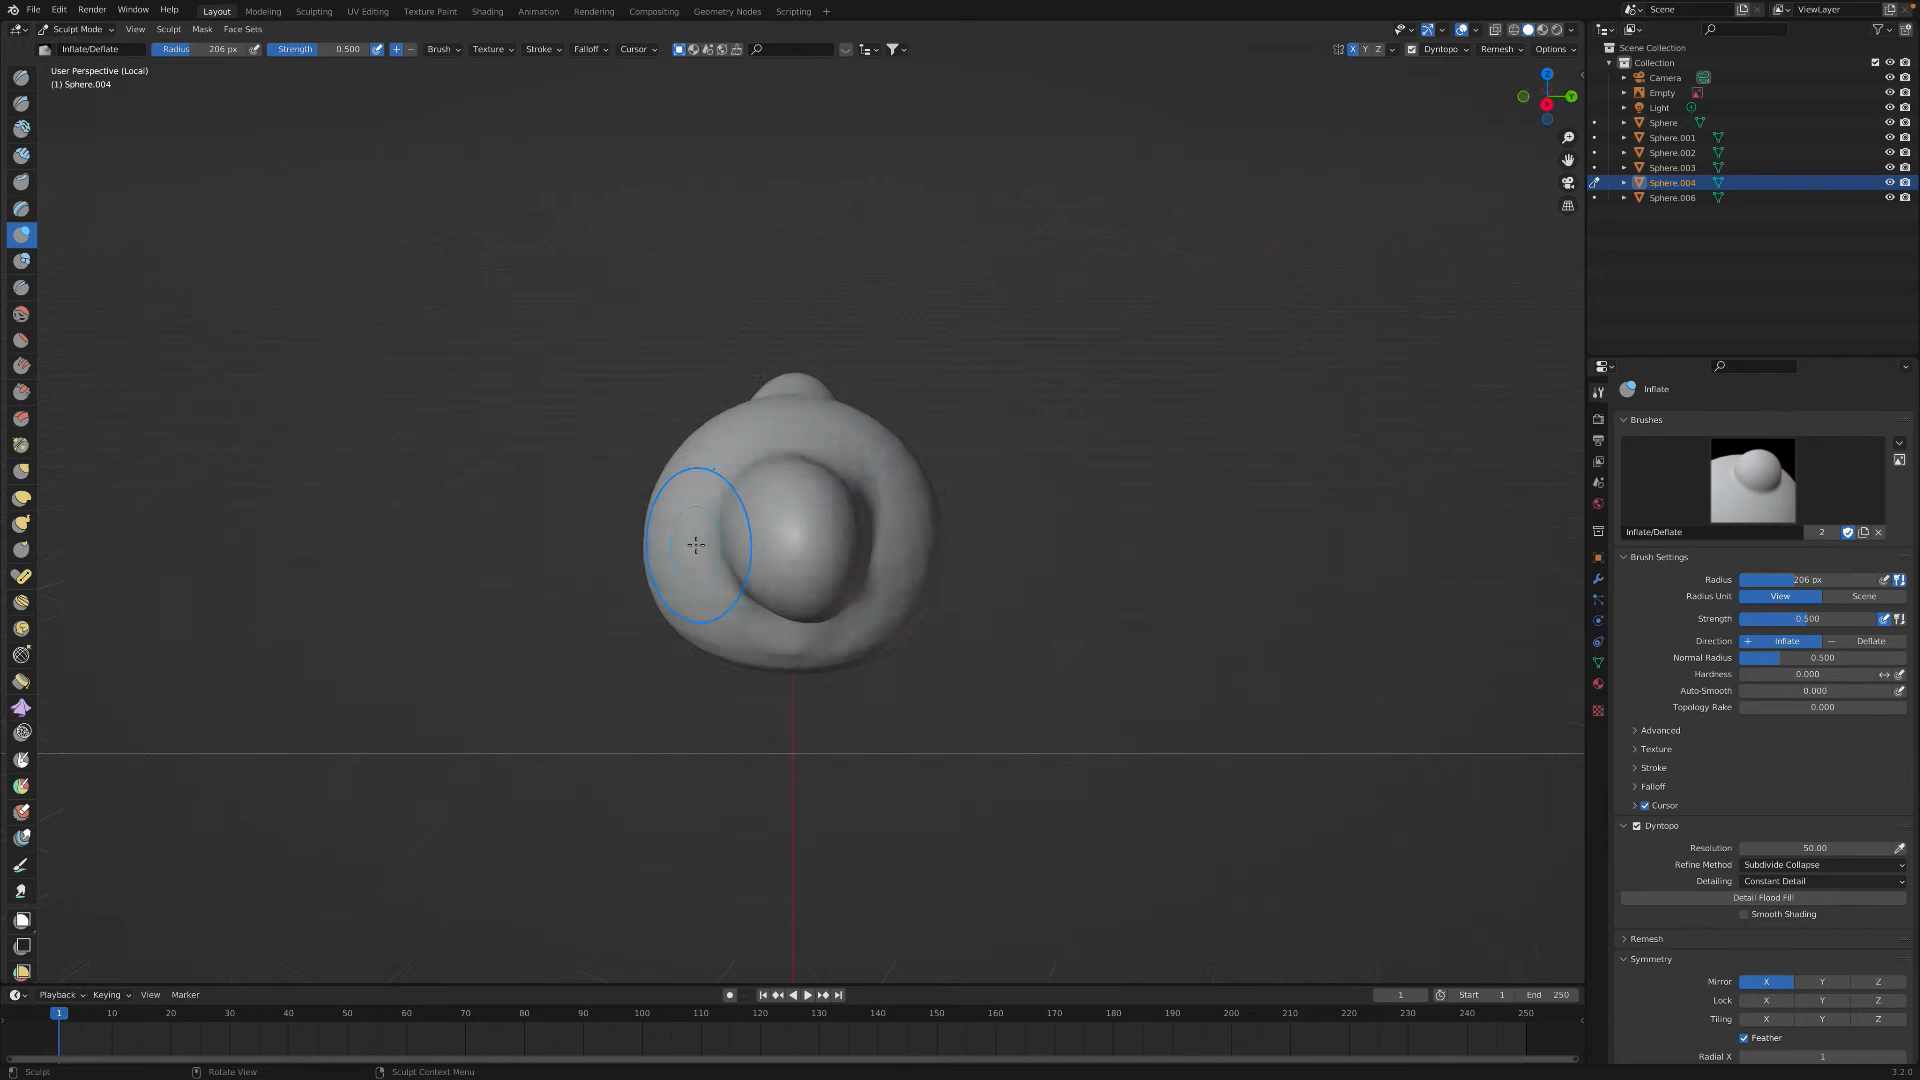 File Edit Render Window Help Layout Modeling Sculpting UV Editing Texture Paint Shading Animation Rendering Compositing Geometry Nodes Scripting + Scene ViewLayer
Sculpt Mode View Sculpt Mask Face Sets
Inflate/Deflate Radius 206 px Strength 0.500 + − Brush Texture Stroke Falloff Cursor X Y Z Dyntopo Remesh Options
User Perspective (Local)
(1) Sphere.004
Z
Y
X
Scene Collection
Collection
Camera
Empty
Light
Sphere
Sphere.001
Sphere.002
Sphere.003
Sphere.004
Sphere.006
Inflate
Brushes
Inflate/Deflate 2
Brush Settings
Radius 206 px
Radius Unit View Scene
Strength 0.500
Direction + Inflate − Deflate
Normal Radius 0.500
Hardness 0.000
Auto-Smooth 0.000
Topology Rake 0.000
Advanced
Texture
Stroke
Falloff
Cursor
Dyntopo
Resolution 50.00
Refine Method Subdivide Collapse
Detailing Constant Detail
Detail Flood Fill
Smooth Shading
Remesh
Symmetry
Mirror X Y Z
Lock X Y Z
Tiling X Y Z
Feather
Radial X 1
Playback Keying View Marker 1 Start 1 End 250
1 10 20 30 40 50 60 70 80 90 100 110 120 130 140 150 160 170 180 190 200 210 220 230 240 250
Sculpt Rotate View Sculpt Context Menu 3.2.0